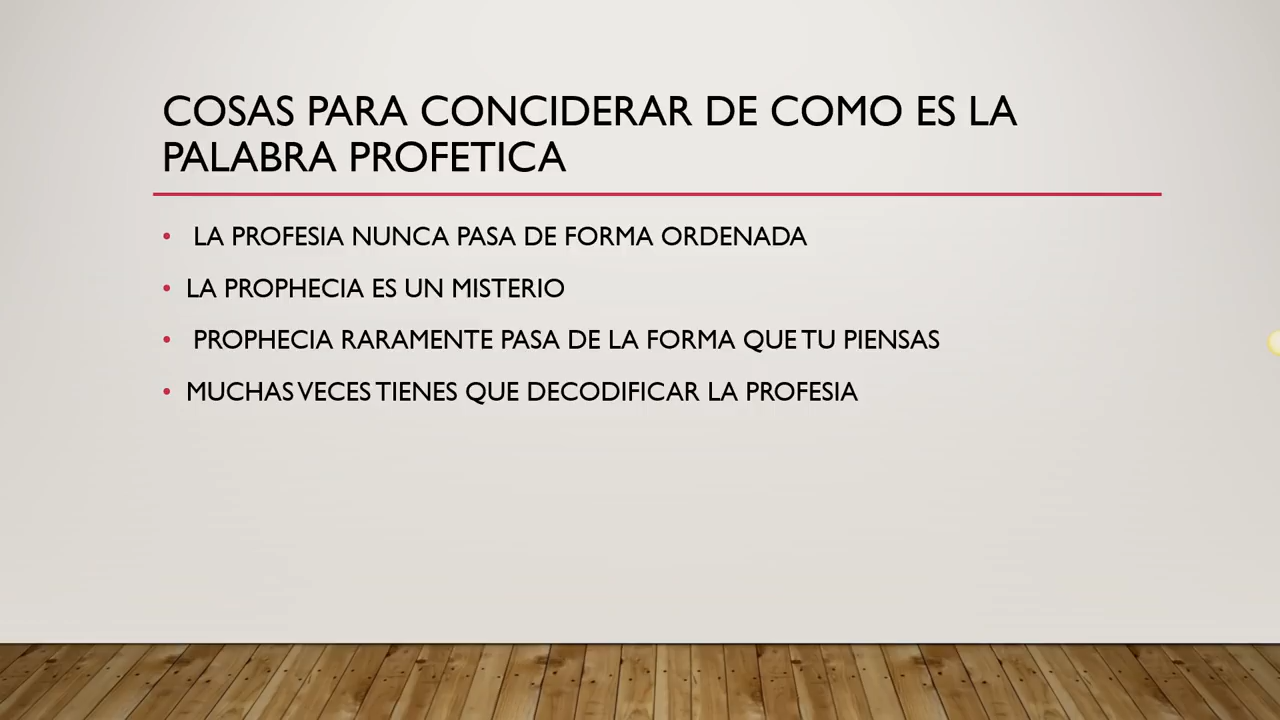 COSAS PARA CONCIDERAR DE COMO ES LA
PALABRA PROFETICA
• LA PROFESIA NUNCA PASA DE FORMA ORDENADA
• LA PROPHECIA ES UN MISTERIO
• PROPHECIA RARAMENTE PASA DE LA FORMA QUE TU PIENSAS
• MUCHAS VECES TIENES QUE DECODIFICAR LA PROFESIA